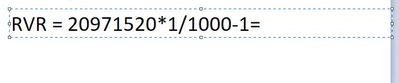 RVR = 20971520*1/1000-1=